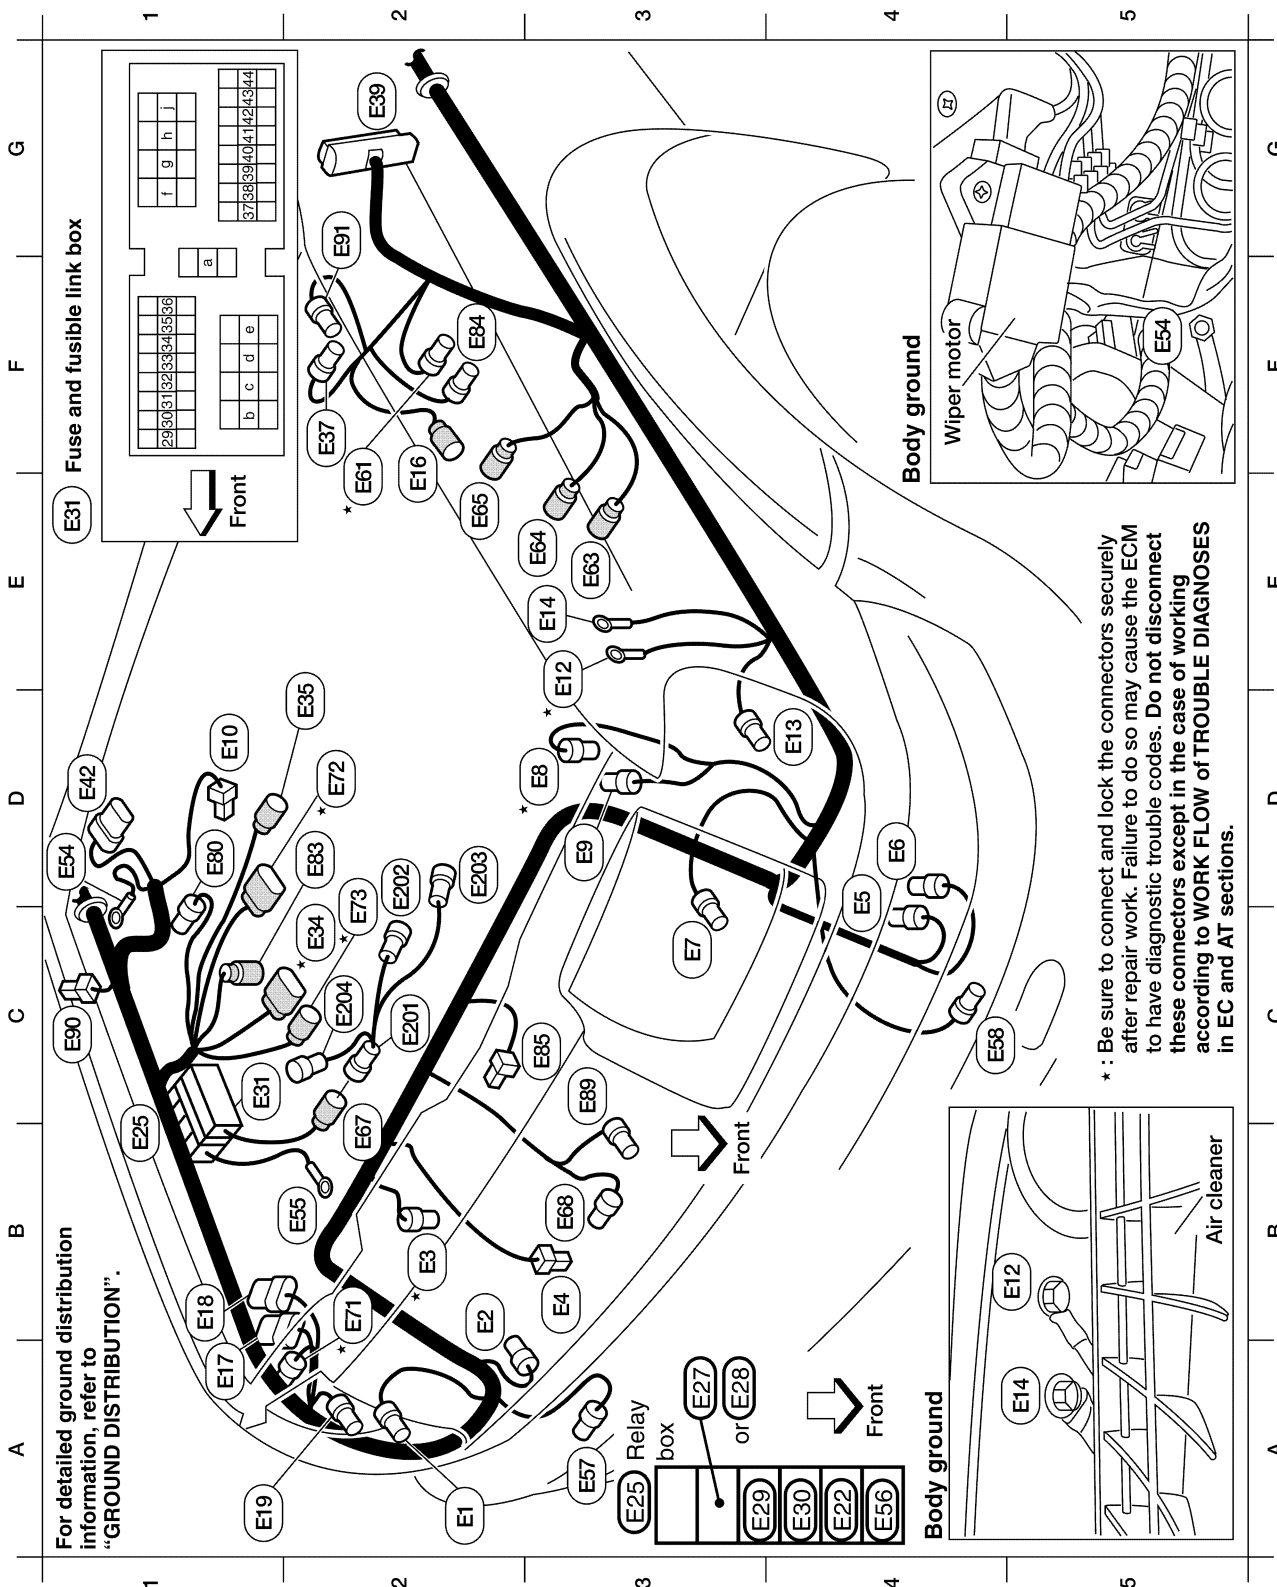 For detailed ground distribution
information, refer to
“GROUND DISTRIBUTION”.
E31 Fuse and fusible link box
29 30 31 32 33 34 35 36
b c d e
a
f g h j
37 38 39 40 41 42 43 44
Front
1
2
3
4
5
A
B
C
D
E
F
G
1
2
3
4
5
A
B
C
D
E
F
G
E19
E1
E17
E18
★ E71
★ E3
E2
E4
E57
E55
E25
E31
E67
E68
E89
E85
E90
E54
E42
E10
E35
E80
★ E72
E83
★ E34
★ E73
E204
E202
E203
E201
★ E8
E9
E7
E5
E6
E58
E13
★ E12
E14
E63
E64
E65
E16
★ E61
E37
E84
E91
E39
Front
E25 Relay
box
E27
or E28
E29
E30
E22
E56
Front
Body ground
E14
E12
Air cleaner
★ : Be sure to connect and lock the connectors securely
after repair work. Failure to do so may cause the ECM
to have diagnostic trouble codes. Do not disconnect
these connectors except in the case of working
according to WORK FLOW of TROUBLE DIAGNOSES
in EC and AT sections.
Body ground
Wiper motor
E54